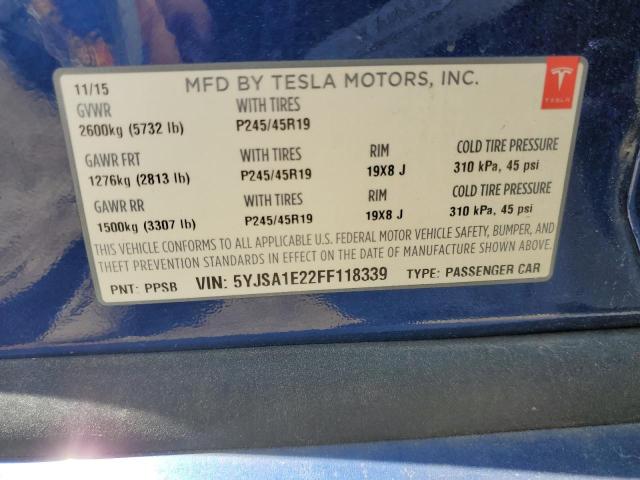 11/15 MFD BY TESLA MOTORS, INC.
TESLA
GVWR WITH TIRES
2600kg (5732 lb) P245/45R19
GAWR FRT WITH TIRES RIM COLD TIRE PRESSURE
1276kg (2813 lb) P245/45R19 19X8 J 310 kPa, 45 psi
GAWR RR WITH TIRES RIM COLD TIRE PRESSURE
1500kg (3307 lb) P245/45R19 19X8 J 310 kPa, 45 psi
THIS VEHICLE CONFORMS TO ALL APPLICABLE U.S. FEDERAL MOTOR VEHICLE SAFETY, BUMPER, AND
THEFT PREVENTION STANDARDS IN EFFECT ON THE DATE OF MANUFACTURE SHOWN ABOVE.
PNT: PPSB VIN: 5YJSA1E22FF118339 TYPE: PASSENGER CAR